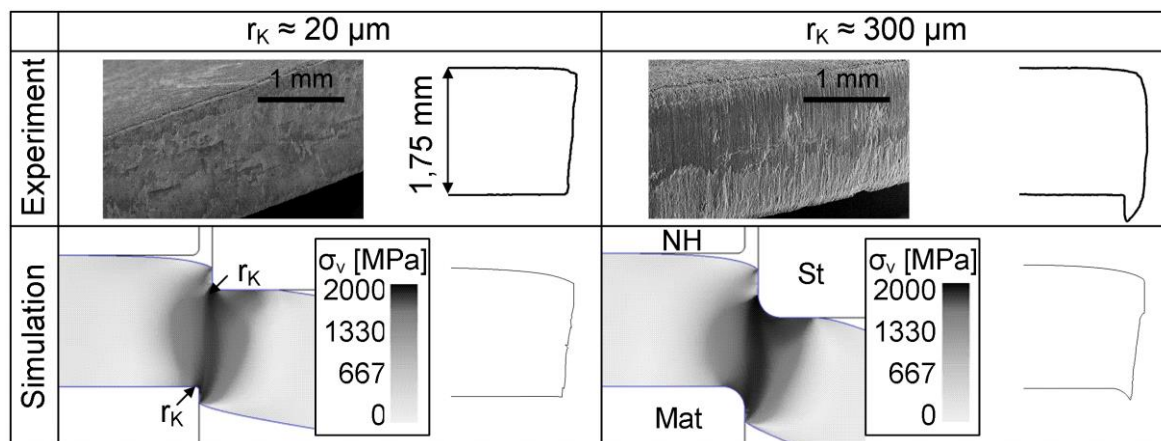 r_K ≈ 20 µm
r_K ≈ 300 µm
Experiment
1 mm
1,75 mm
1 mm
Simulation
r_K
r_K
σ_v [MPa]
2000
1330
667
0
NH
St
Mat
σ_v [MPa]
2000
1330
667
0